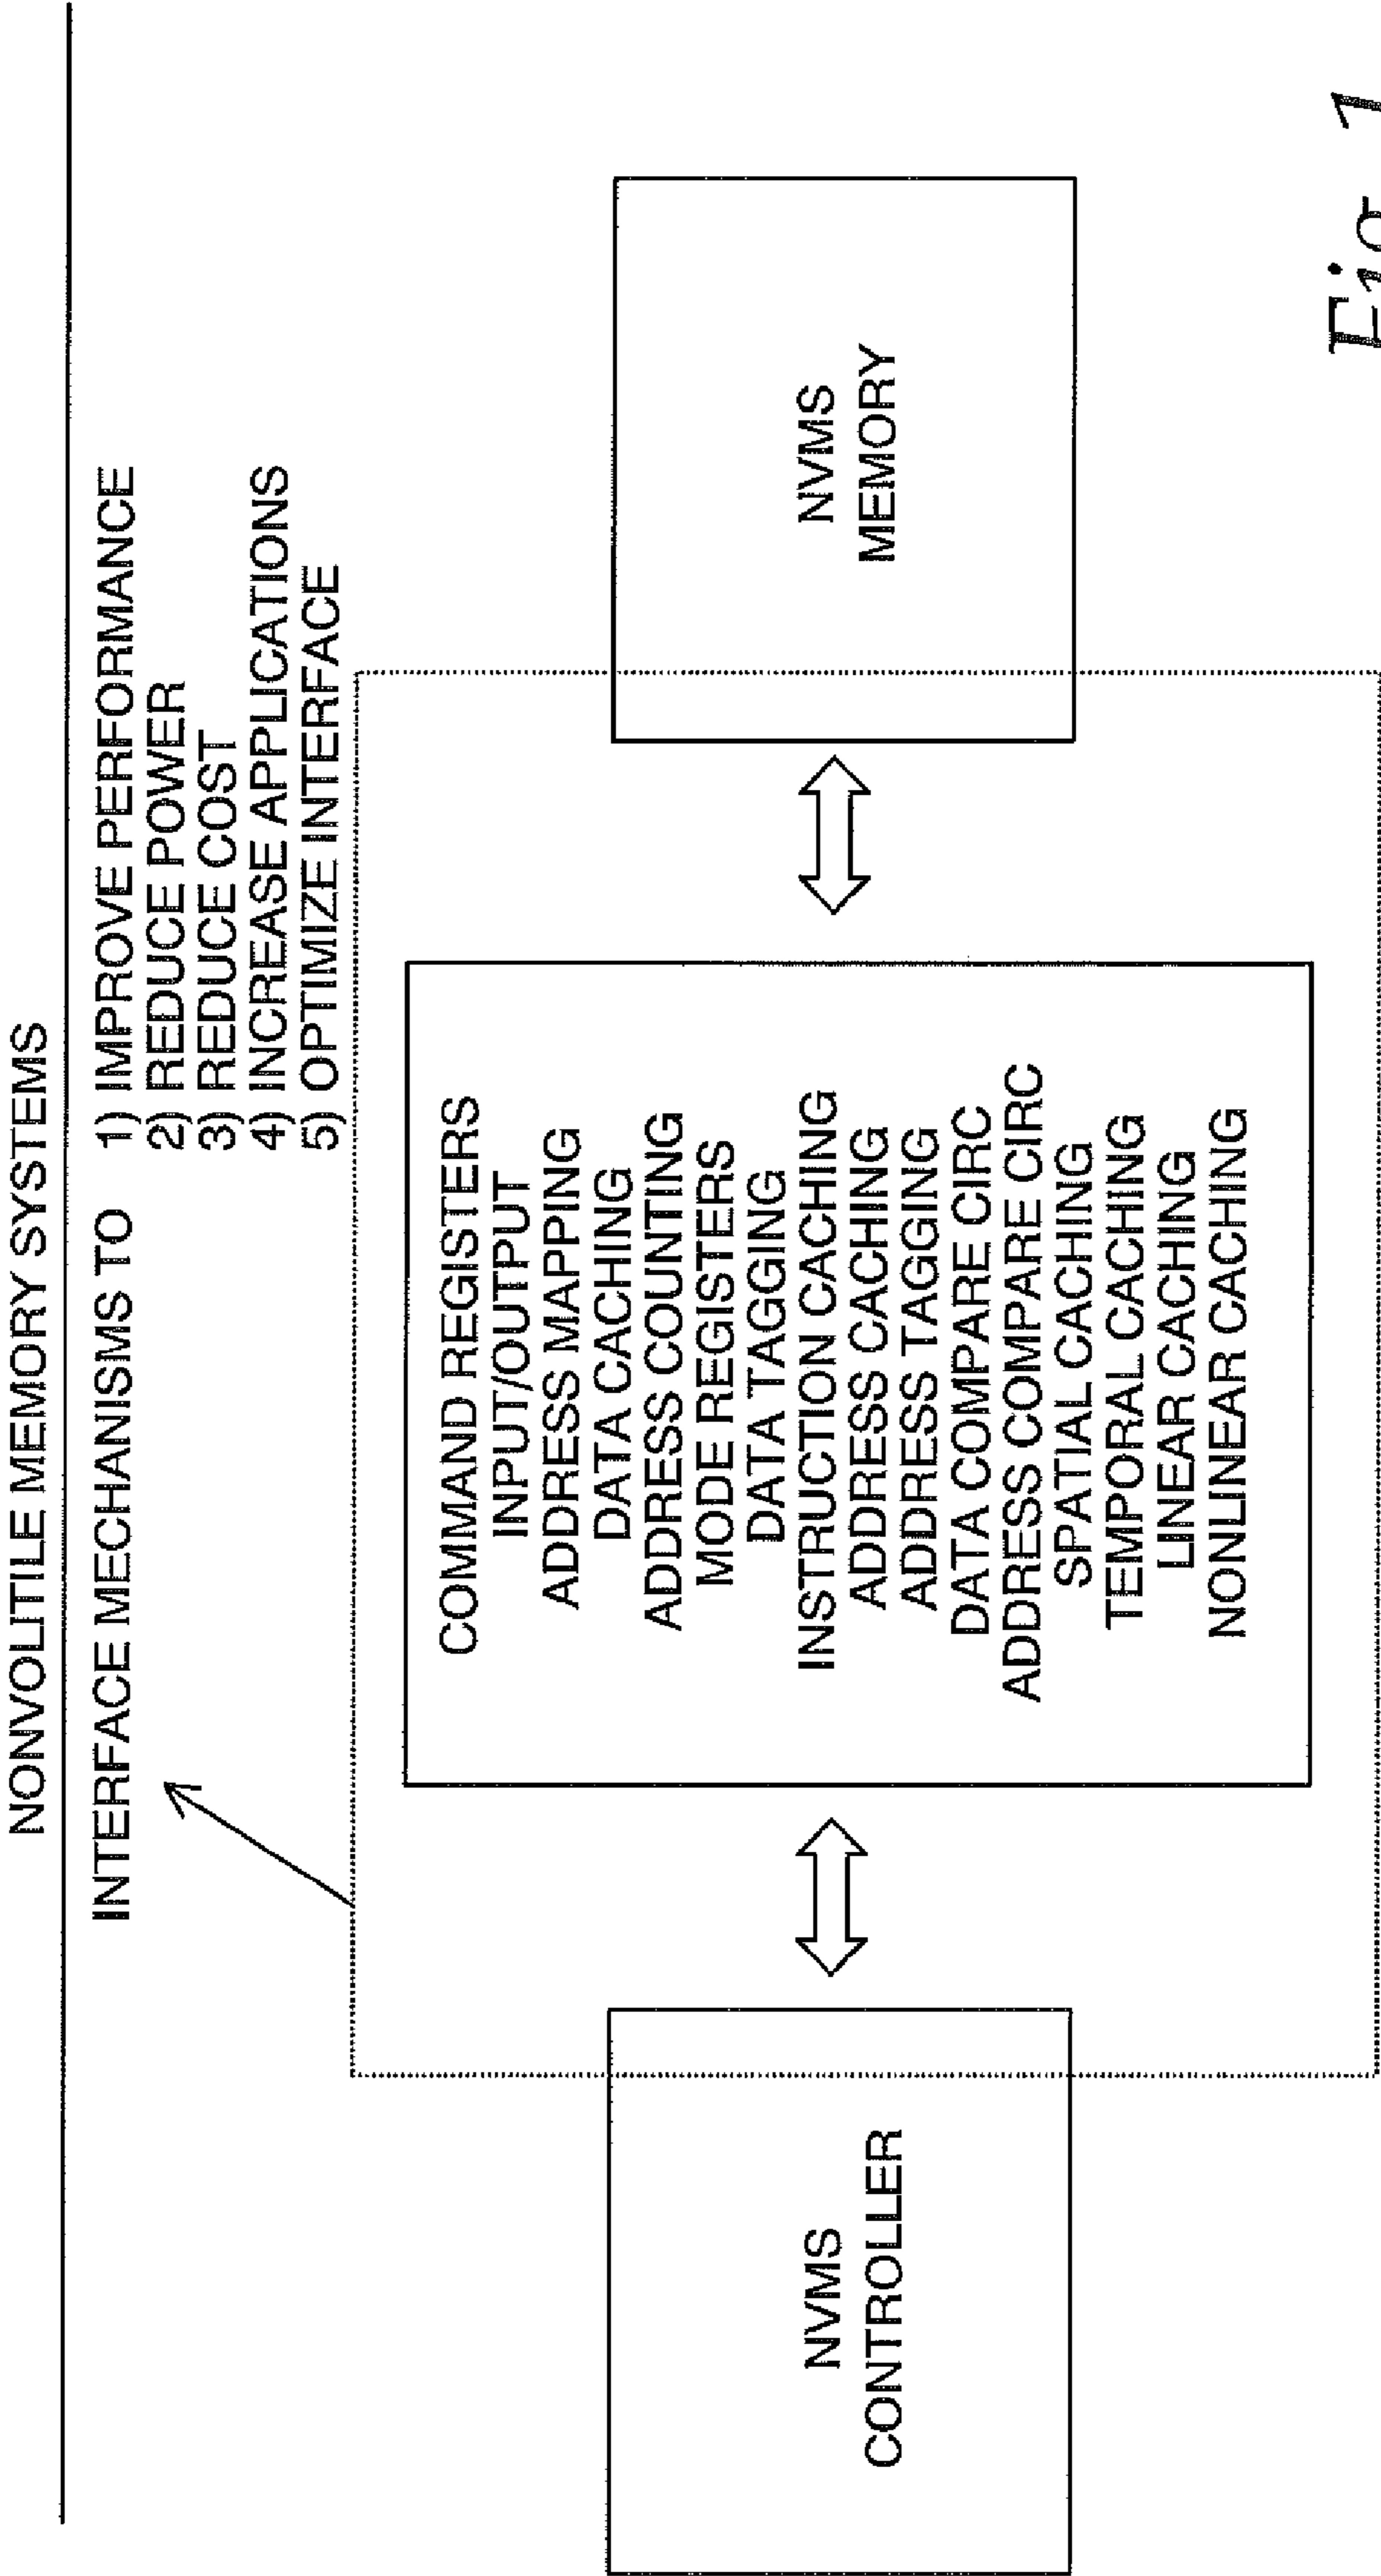 NONVOLITILE MEMORY SYSTEMS
INTERFACE MECHANISMS TO 1) IMPROVE PERFORMANCE
2) REDUCE POWER
3) REDUCE COST
4) INCREASE APPLICATIONS
5) OPTIMIZE INTERFACE
NVMS
CONTROLLER
COMMAND REGISTERS
INPUT/OUTPUT
ADDRESS MAPPING
DATA CACHING
ADDRESS COUNTING
MODE REGISTERS
DATA TAGGING
INSTRUCTION CACHING
ADDRESS CACHING
ADDRESS TAGGING
DATA COMPARE CIRC
ADDRESS COMPARE CIRC
SPATIAL CACHING
TEMPORAL CACHING
LINEAR CACHING
NONLINEAR CACHING
NVMS
MEMORY
Fig. 1